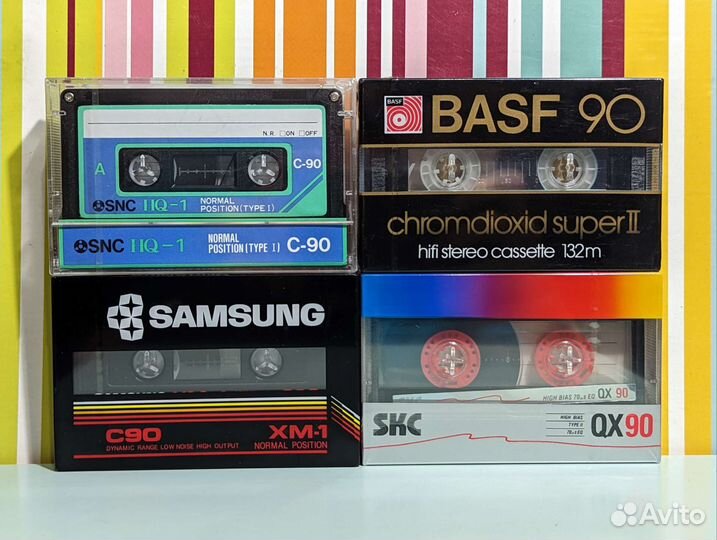 N.R. □ON □OFF
A
C-90
SNC HQ-1 NORMAL
POSITION(TYPE I)
SNC HQ-1 NORMAL
POSITION(TYPE I) C-90
BASF
BASF 90
chromdioxid super II
hifi stereo cassette 132m
SAMSUNG
C90
DYNAMIC RANGE LOW NOISE HIGH OUTPUT
XM-1
NORMAL POSITION
HIGH BIAS 70μs EQ QX 90
SKC
HIGH BIAS
TYPE II
70μs EQ
QX90
Avito